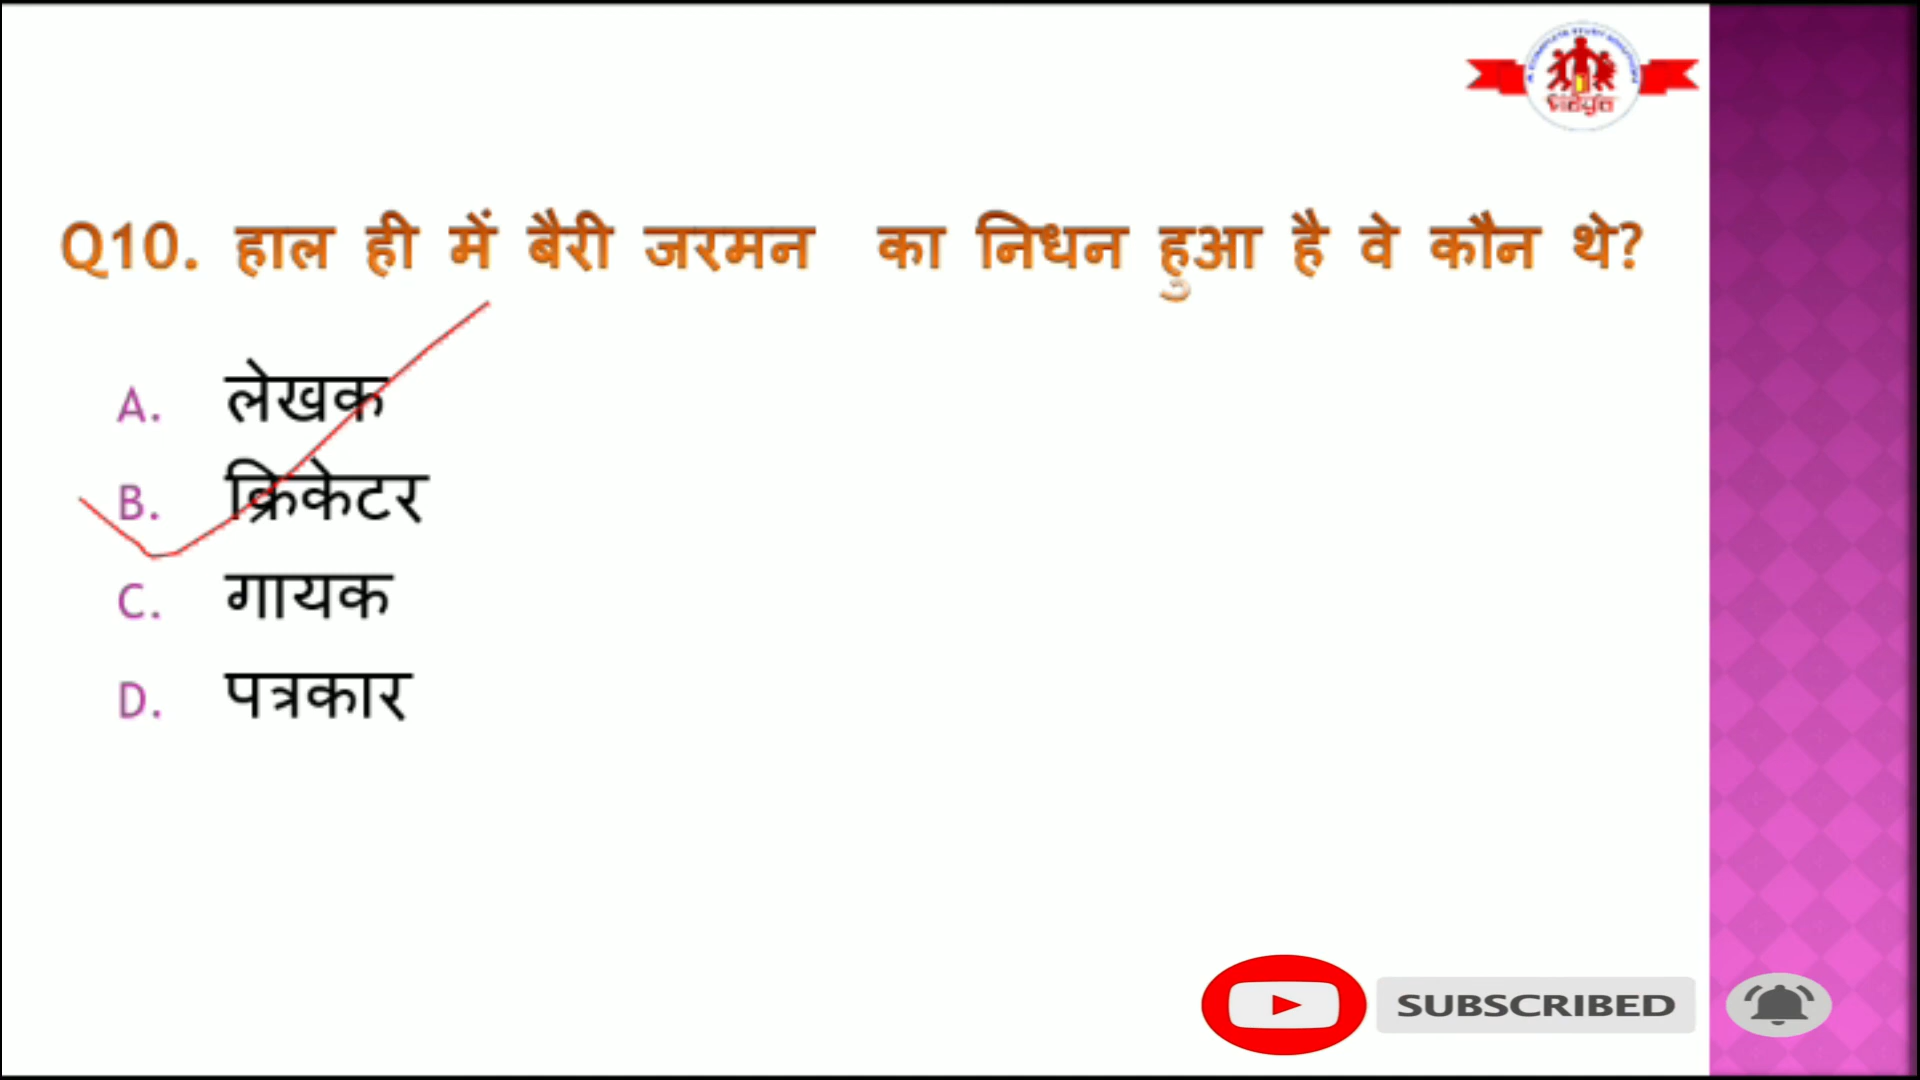 Q10. हाल ही में बैरी जरमन का निधन हुआ है वे कौन थे?
A. लेखक
B. क्रिकेटर
C. गायक
D. पत्रकार
SUBSCRIBED